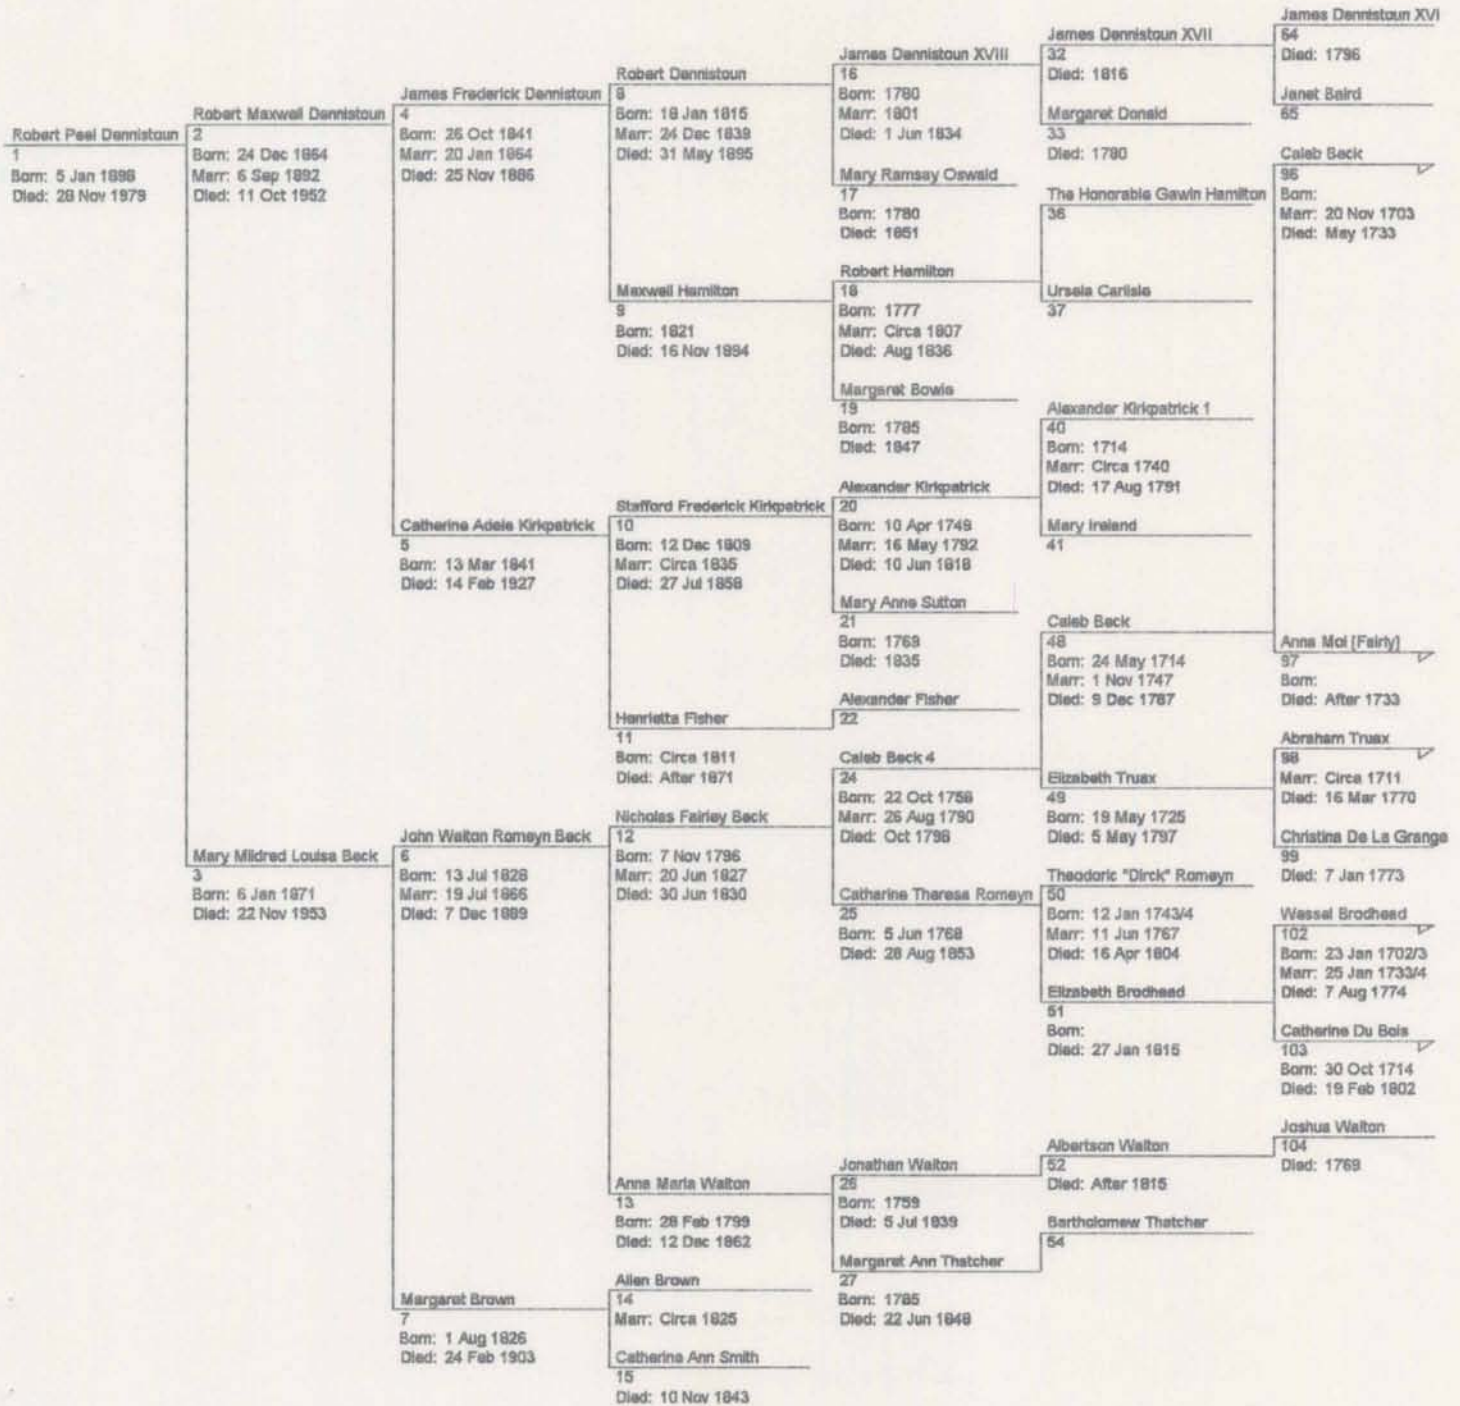 Robert Peel Dennistoun
1
Born: 5 Jan 1898
Died: 28 Nov 1979
Robert Maxwell Dennistoun
2
Born: 24 Dec 1864
Marr: 6 Sep 1892
Died: 11 Oct 1952
Mary Mildred Louisa Beck
3
Born: 6 Jan 1871
Died: 22 Nov 1953
James Frederick Dennistoun
4
Born: 26 Oct 1841
Marr: 20 Jan 1864
Died: 25 Nov 1886
Catherine Adele Kirkpatrick
5
Born: 13 Mar 1841
Died: 14 Feb 1927
John Walton Romeyn Beck
6
Born: 13 Jul 1828
Marr: 19 Jul 1866
Died: 7 Dec 1889
Margaret Brown
7
Born: 1 Aug 1826
Died: 24 Feb 1903
Robert Dennistoun
8
Born: 18 Jan 1815
Marr: 24 Dec 1839
Died: 31 May 1895
Maxwell Hamilton
9
Born: 1821
Died: 16 Nov 1894
Stafford Frederick Kirkpatrick
10
Born: 12 Dec 1809
Marr: Circa 1835
Died: 27 Jul 1858
Henrietta Fisher
11
Born: Circa 1811
Died: After 1871
Nicholas Fairley Beck
12
Born: 7 Nov 1796
Marr: 20 Jun 1827
Died: 30 Jun 1830
Anne Maria Walton
13
Born: 28 Feb 1799
Died: 12 Dec 1862
Allen Brown
14
Marr: Circa 1825
Catherine Ann Smith
15
Died: 10 Nov 1843
James Dennistoun XVIII
16
Born: 1780
Marr: 1801
Died: 1 Jun 1834
Mary Ramsay Oswald
17
Born: 1780
Died: 1851
Robert Hamilton
18
Born: 1777
Marr: Circa 1807
Died: Aug 1836
Margaret Bowie
19
Born: 1785
Died: 1847
Alexander Kirkpatrick
20
Born: 10 Apr 1749
Marr: 16 May 1792
Died: 10 Jun 1818
Mary Anne Sutton
21
Born: 1769
Died: 1835
Alexander Fisher
22
Caleb Beck 4
24
Born: 22 Oct 1758
Marr: 26 Aug 1790
Died: Oct 1798
Catharine Theresa Romeyn
25
Born: 5 Jun 1768
Died: 28 Aug 1853
Jonathan Walton
26
Born: 1759
Died: 5 Jul 1839
Margaret Ann Thatcher
27
Born: 1765
Died: 22 Jun 1848
James Dennistoun XVII
32
Died: 1816
Margaret Donald
33
Died: 1780
The Honorable Gawin Hamilton
36
Ursela Carlisle
37
Alexander Kirkpatrick 1
40
Born: 1714
Marr: Circa 1740
Died: 17 Aug 1791
Mary Ireland
41
Caleb Beck
48
Born: 24 May 1714
Marr: 1 Nov 1747
Died: 9 Dec 1787
Elizabeth Truax
49
Born: 19 May 1725
Died: 5 May 1797
Theodoric "Dirck" Romeyn
50
Born: 12 Jan 1743/4
Marr: 11 Jun 1767
Died: 16 Apr 1804
Elizabeth Brodhead
51
Born:
Died: 27 Jan 1815
Albertson Walton
52
Died: After 1815
Bartholomew Thatcher
54
James Dennistoun XVI
64
Died: 1796
Janet Baird
65
Caleb Beck
96
Born:
Marr: 20 Nov 1703
Died: May 1733
Anna Mol [Fairly]
97
Born:
Died: After 1733
Abraham Truax
98
Marr: Circa 1711
Died: 16 Mar 1770
Christina De La Grange
99
Died: 7 Jan 1773
Wessel Brodhead
102
Born: 23 Jan 1702/3
Marr: 25 Jan 1733/4
Died: 7 Aug 1774
Catherine Du Bois
103
Born: 30 Oct 1714
Died: 19 Feb 1802
Joshua Walton
104
Died: 1769